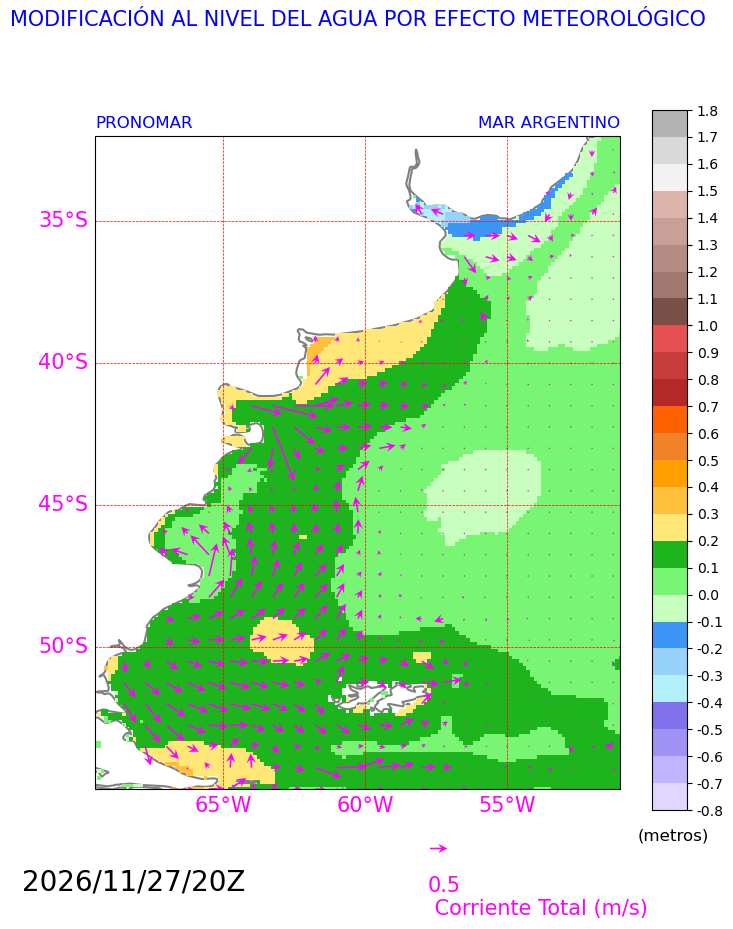 MODIFICACIÓN AL NIVEL DEL AGUA POR EFECTO METEOROLÓGICO
PRONOMAR
MAR ARGENTINO
1.8
1.7
1.6
1.5
1.4
1.3
1.2
1.1
1.0
0.9
0.8
0.7
0.6
0.5
0.4
0.3
0.2
0.1
0.0
-0.1
-0.2
-0.3
-0.4
-0.5
-0.6
-0.7
-0.8
(metros)
35°S
40°S
45°S
50°S
65°W
60°W
55°W
2026/11/27/20Z
0.5
Corriente Total (m/s)